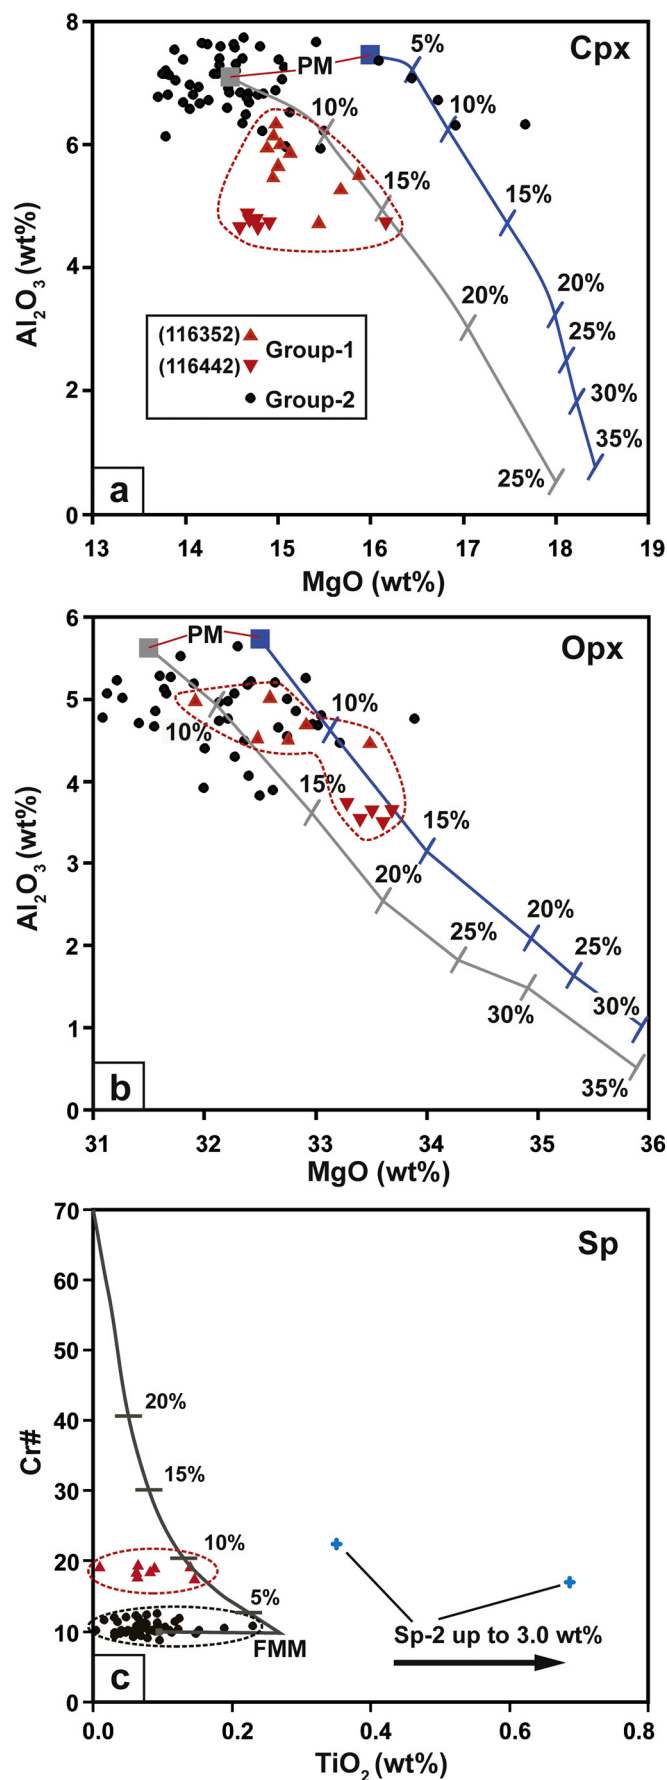 8
Cpx
5%
PM
10%
10%
6
15%
15%
Al2O3 (wt%)
4
20%
20%
(116352) Group-1
(116442)
Group-2
25%
2
30%
35%
25%
a
0
13 14 15 16 17 18 19
MgO (wt%)
6
PM
Opx
5
10%
10%
4
15%
15%
Al2O3 (wt%)
3
20%
20%
25%
25%
2
30%
30%
1
35%
b
0
31 32 33 34 35 36
MgO (wt%)
70
Sp
60
50
20%
40
Cr#
15%
30
10%
20
5%
Sp-2 up to 3.0 wt%
10
FMM
c
0
0.0 0.2 0.4 0.6 0.8
TiO2 (wt%)